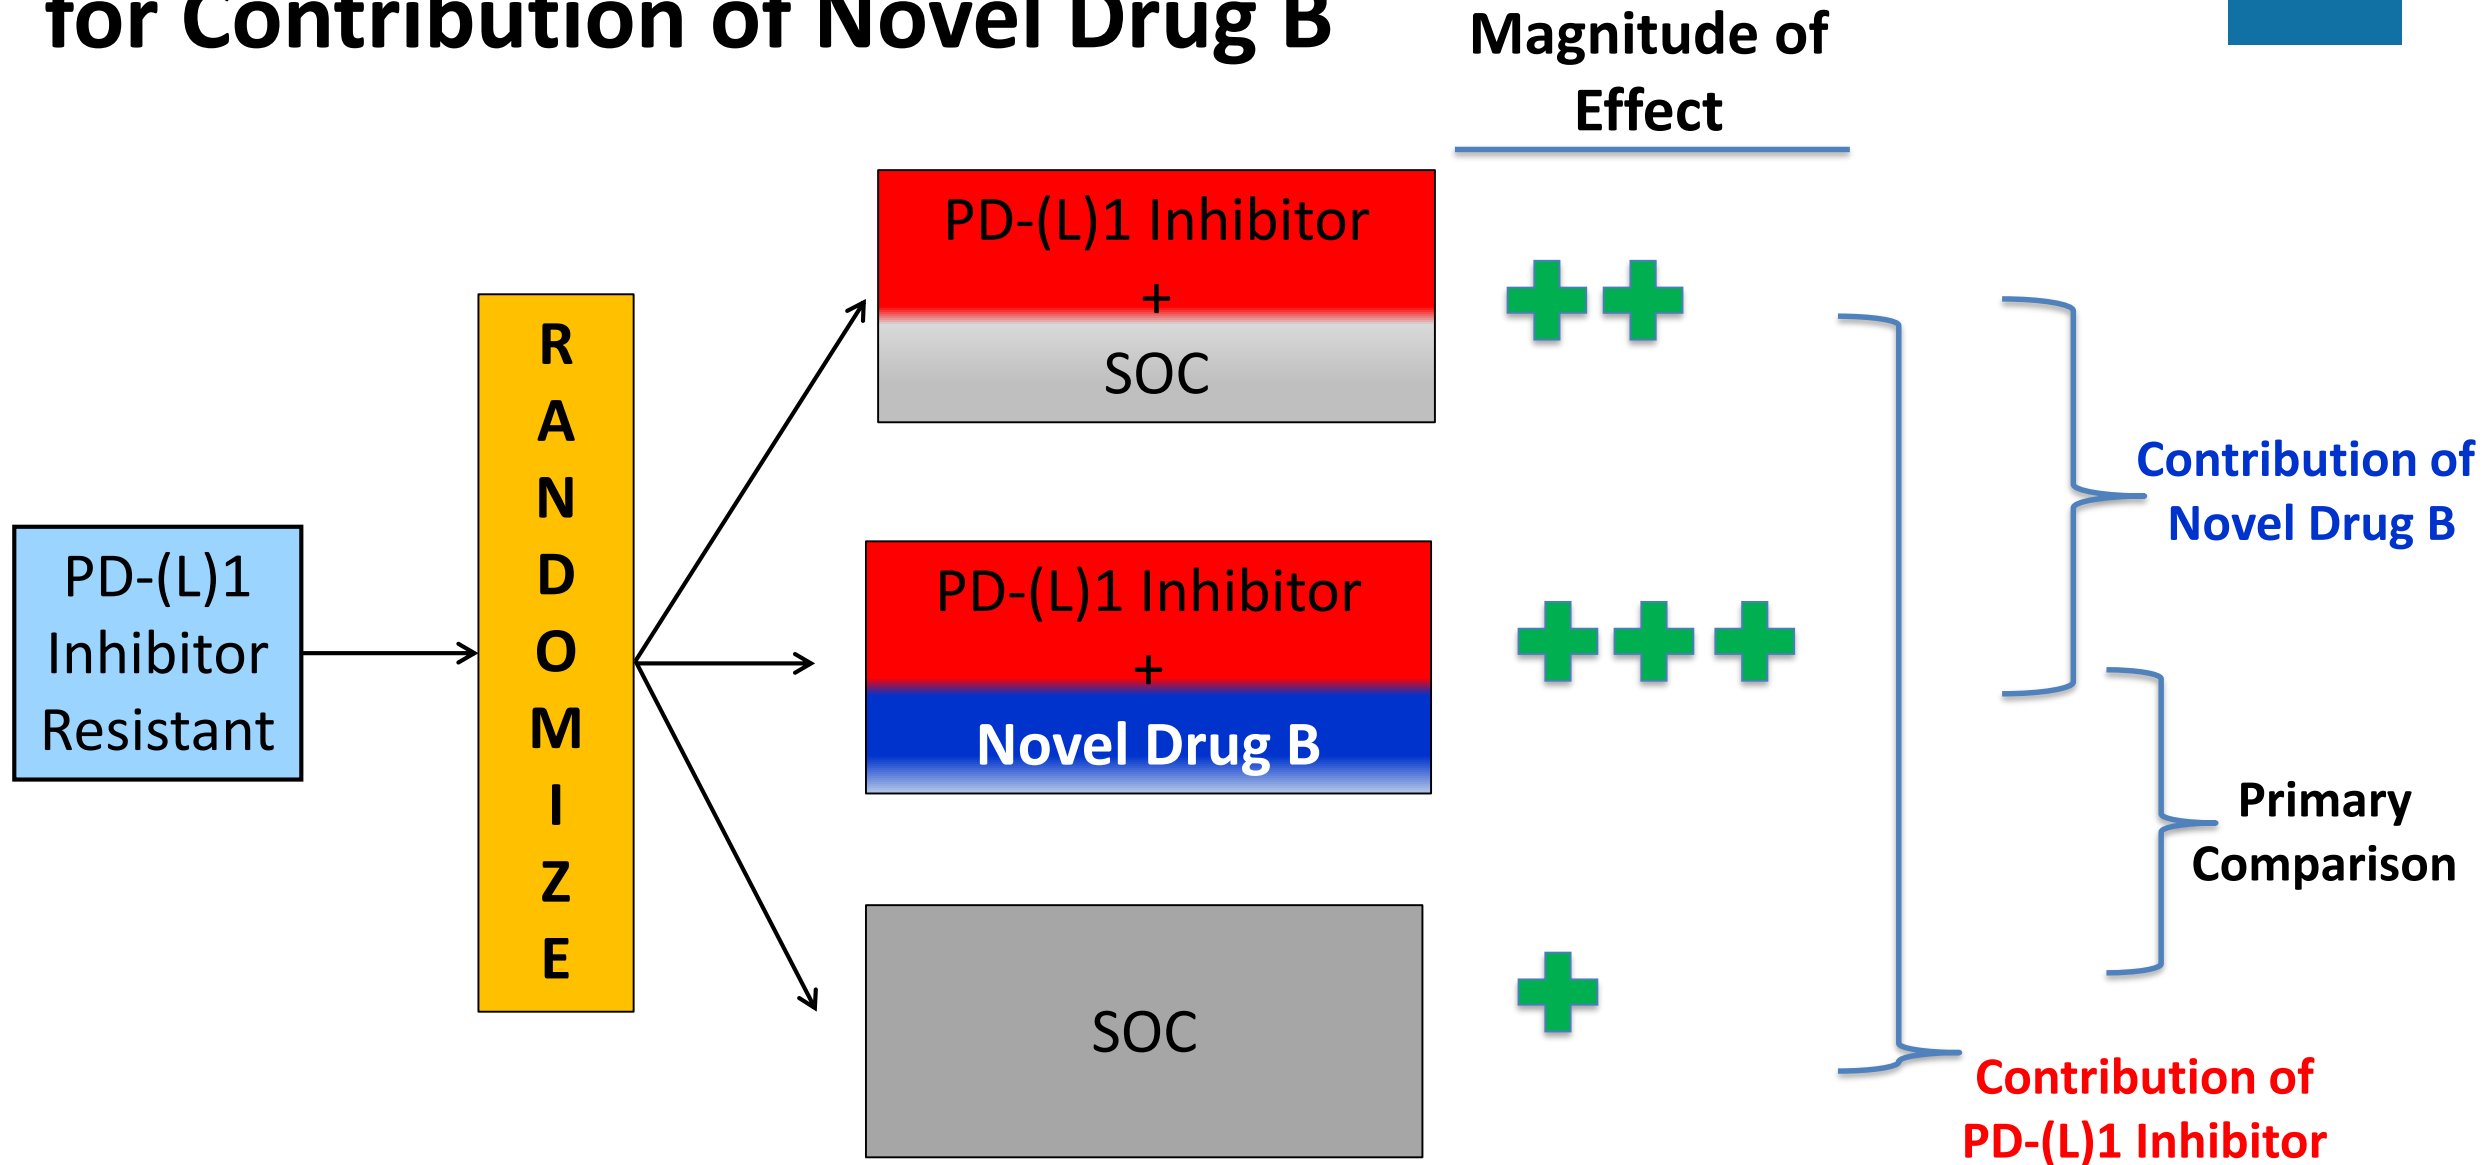 for Contribution of Novel Drug B
Magnitude of
Effect
PD-(L)1
Inhibitor
Resistant
R
A
N
D
O
M
I
Z
E
PD-(L)1 Inhibitor
+
SOC
PD-(L)1 Inhibitor
+
Novel Drug B
SOC
Contribution of
Novel Drug B
Primary
Comparison
Contribution of
PD-(L)1 Inhibitor